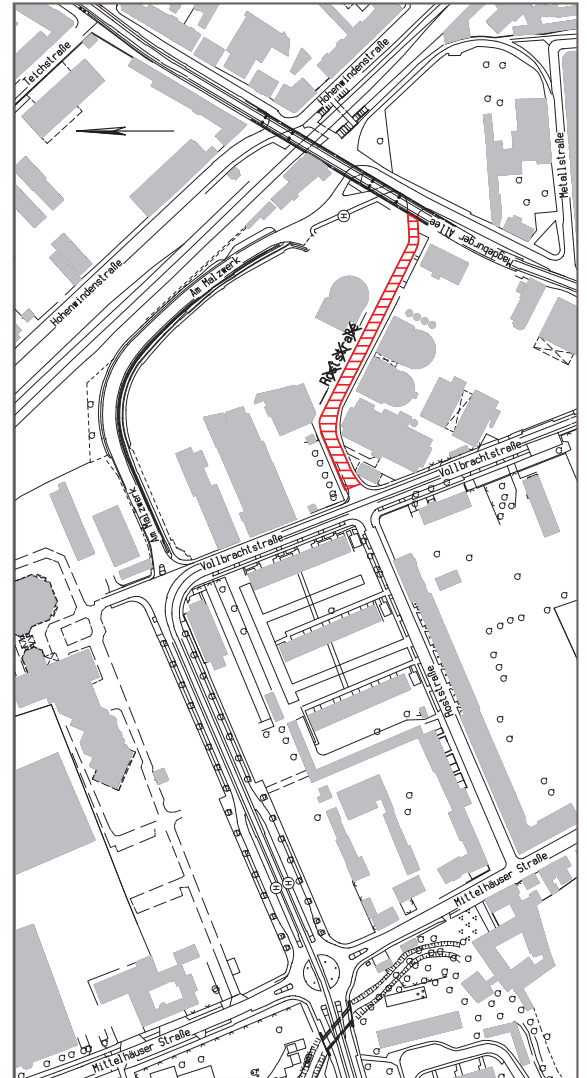 Teichstraße
Hohenwindenstraße
Metallstraße
Magdeburger Allee
H
Am Malzwerk
Hohenwindenstraße
Roststraße
Vollbrachtstraße
Am Malzwerk
Vollbrachtstraße
Roststraße
Mittelhäuser Straße
H
H
Mittelhäuser Straße